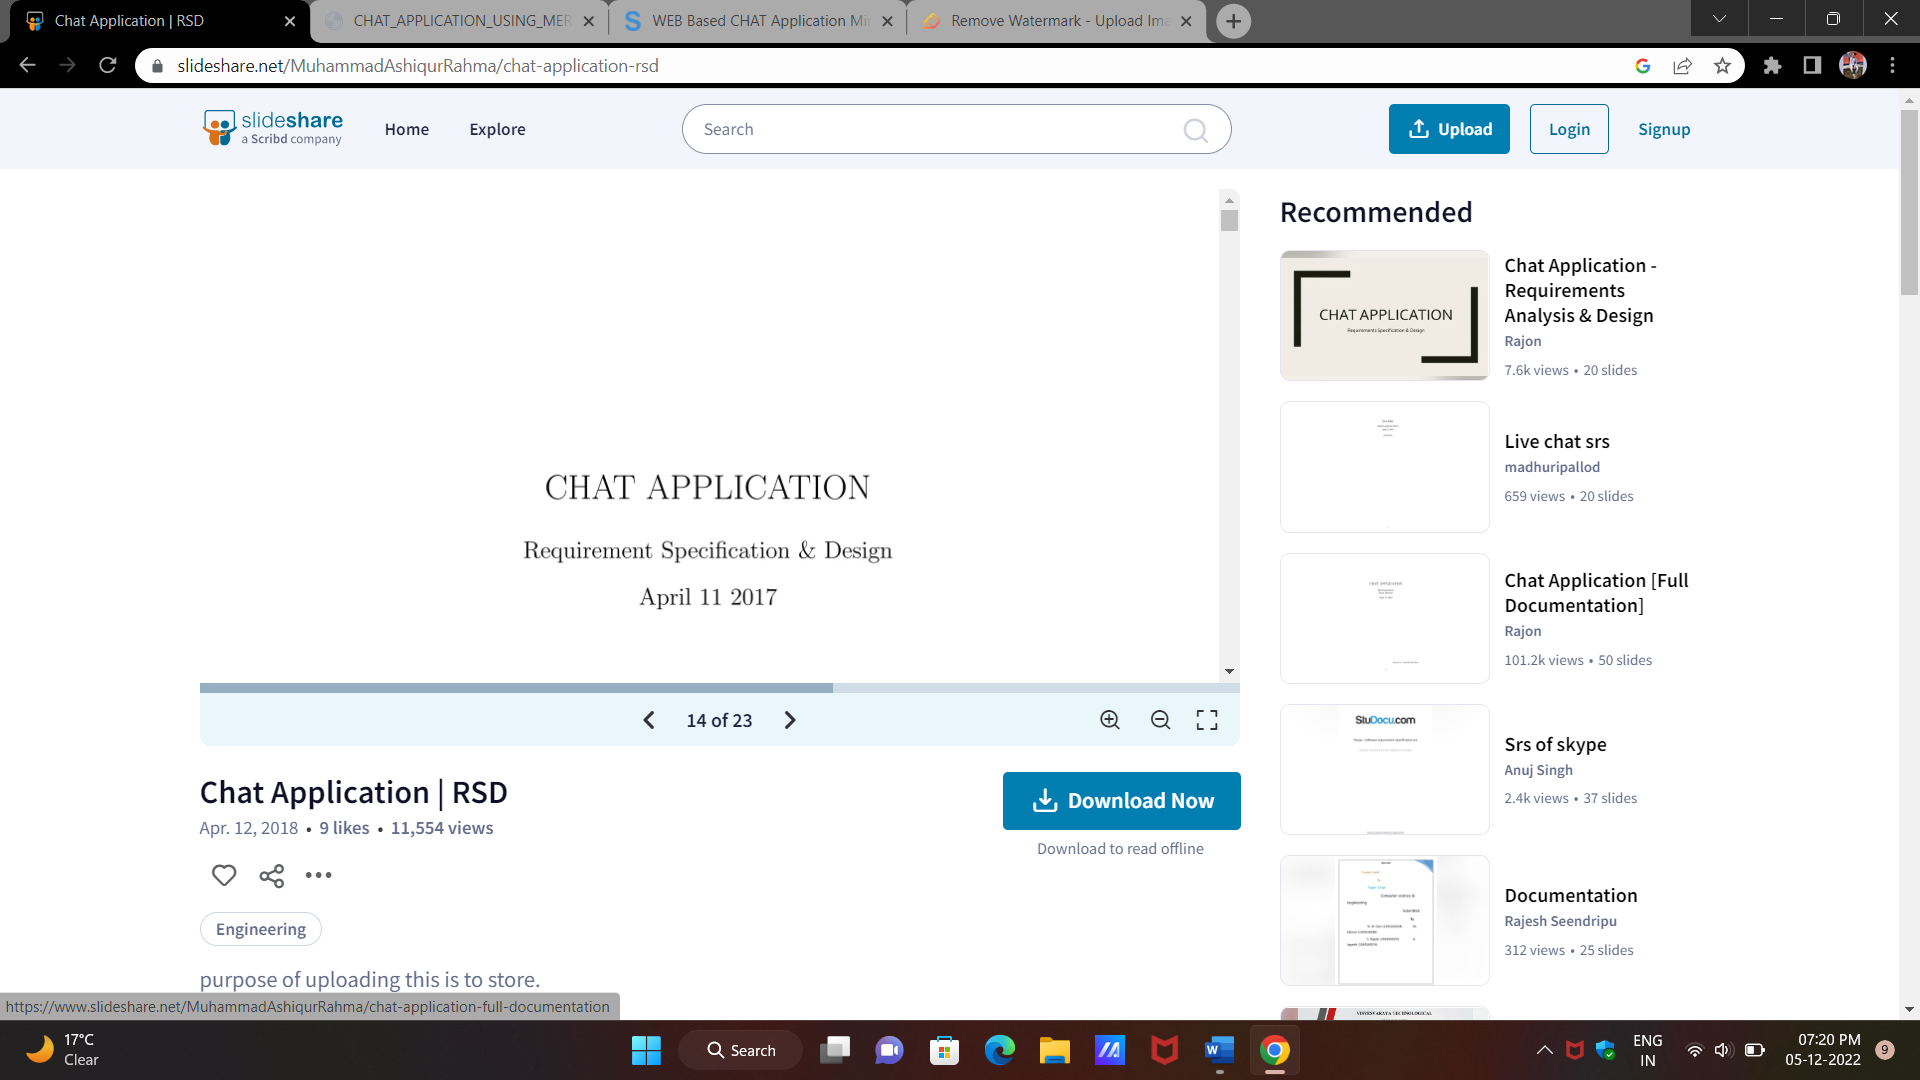 Chat Application | RSD
CHAT_APPLICATION_USING_MER
WEB Based CHAT Application Mi
Remove Watermark - Upload Ima
slideshare.net/MuhammadAshiqurRahma/chat-application-rsd
slideshare
a Scribd company
Home
Explore
Search
Upload
Login
Signup
CHAT APPLICATION
Requirement Specification & Design
April 11 2017
14 of 23
Chat Application | RSD
Apr. 12, 2018 • 9 likes • 11,554 views
Download Now
Download to read offline
Engineering
purpose of uploading this is to store.
Recommended
CHAT APPLICATION
Requirements Specification & Design
Chat Application -
Requirements
Analysis & Design
Rajon
7.6k views • 20 slides
Live chat srs
madhuripallod
659 views • 20 slides
Chat Application [Full
Documentation]
Rajon
101.2k views • 50 slides
StuDocu.com
Srs of skype
Anuj Singh
2.4k views • 37 slides
Documentation
Rajesh Seendripu
312 views • 25 slides
VISVESVARAYA TECHNOLOGICAL
https://www.slideshare.net/MuhammadAshiqurRahma/chat-application-full-documentation
17°C
Clear
Search
ENG
IN
07:20 PM
05-12-2022
9